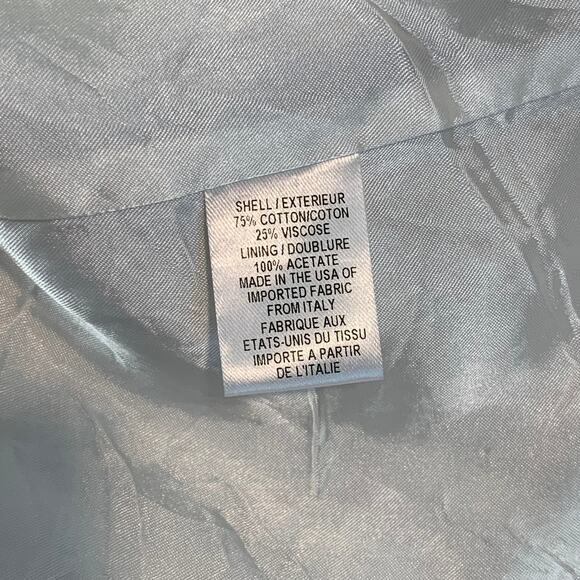 SHELL / EXTERIEUR
75% COTTON/COTON
25% VISCOSE
LINING / DOUBLURE
100% ACETATE
MADE IN THE USA OF
IMPORTED FABRIC
FROM ITALY
FABRIQUE AUX
ETATS-UNIS DU TISSU
IMPORTE A PARTIR
DE L'ITALIE